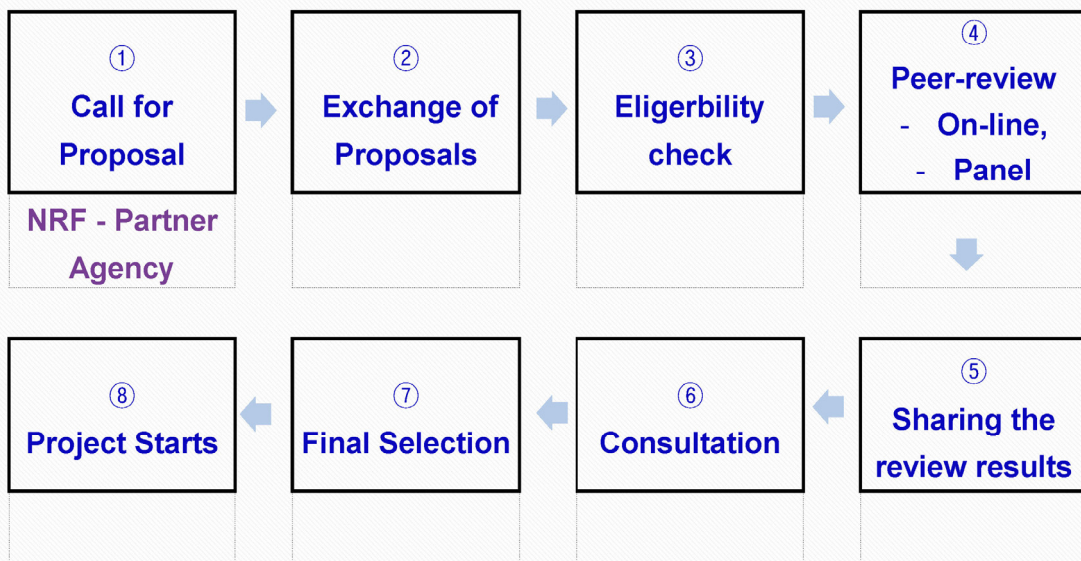 ①
Call for
Proposal
NRF - Partner
Agency
②
Exchange of
Proposals
③
Eligerbility
check
④
Peer-review
- On-line,
- Panel
⑤
Sharing the
review results
⑥
Consultation
⑦
Final Selection
⑧
Project Starts